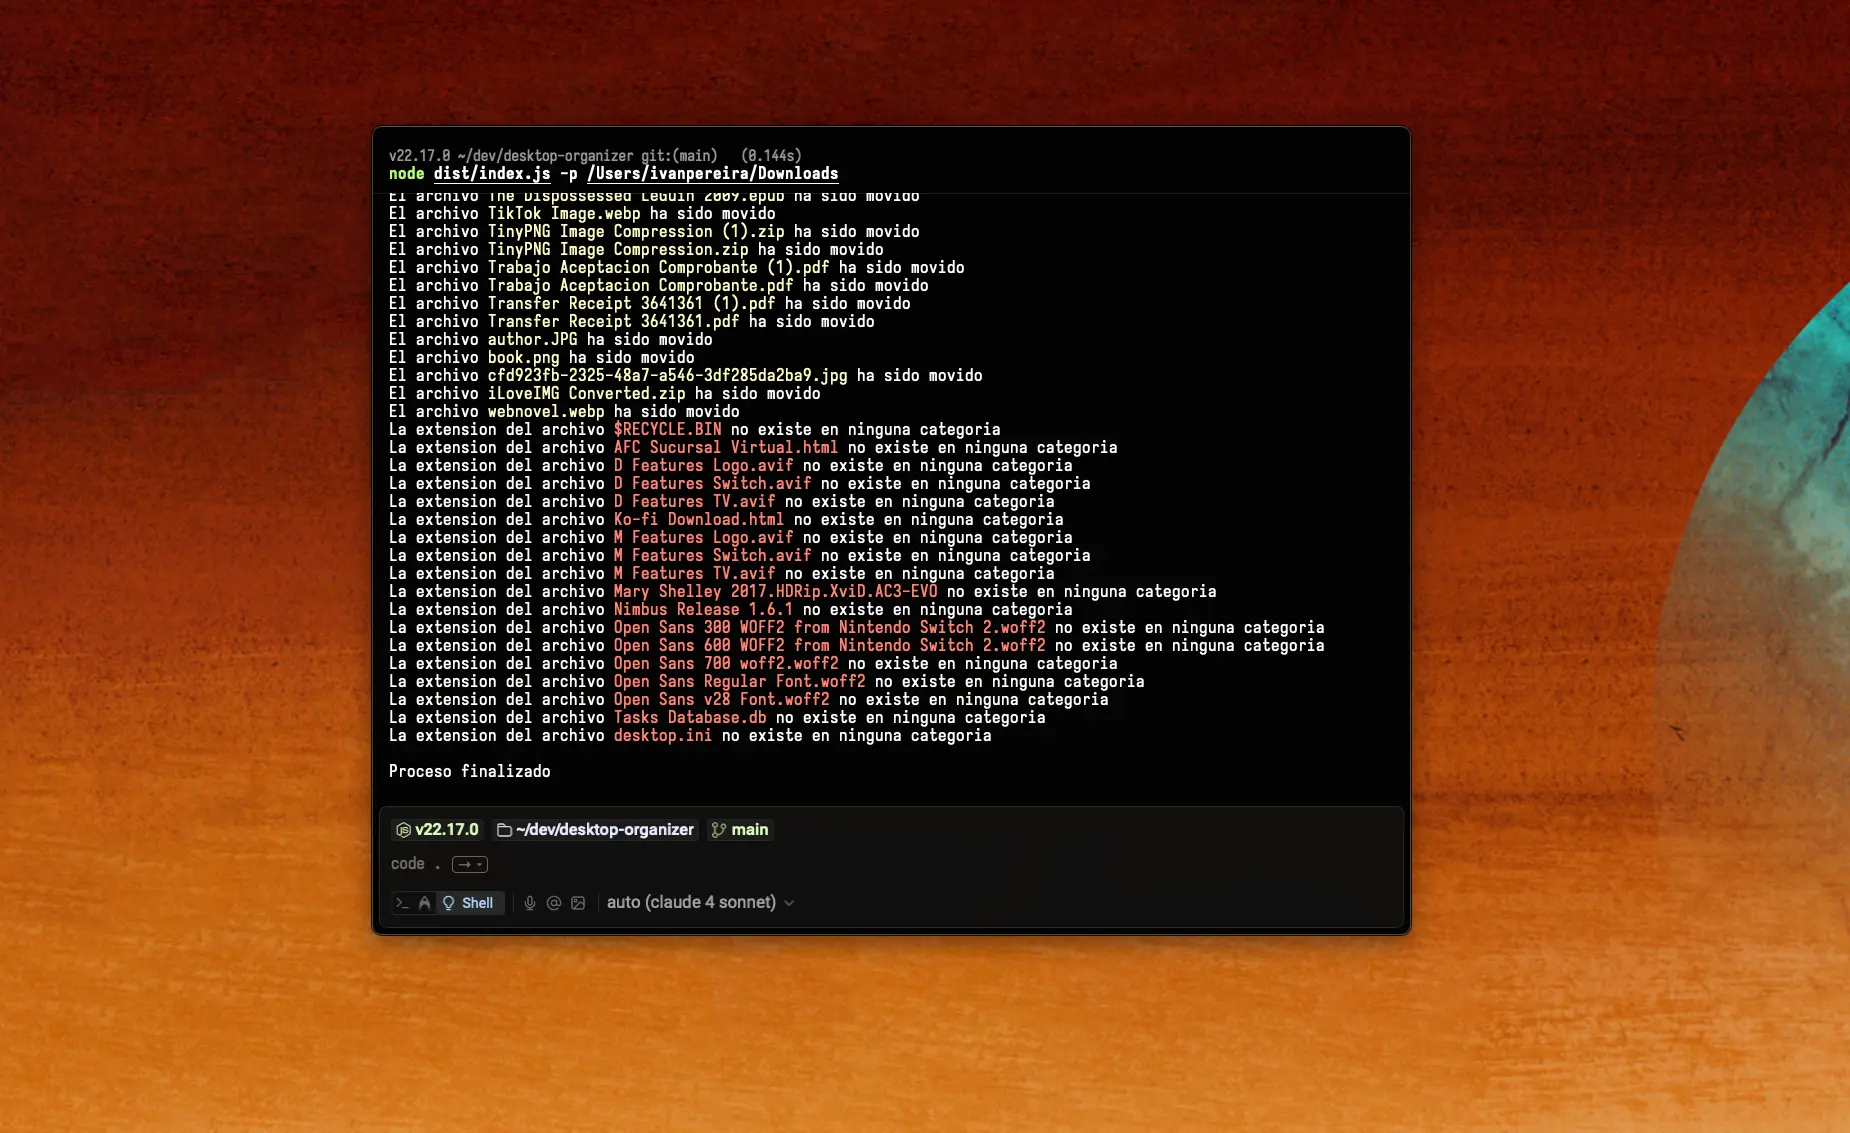 v22.17.0 ~/dev/desktop-organizer git:(main) (0.144s)
node dist/index.js -p /Users/ivanpereira/Downloads
El archivo The Dispossessed LeGuin 2009.epub ha sido movido
El archivo TikTok Image.webp ha sido movido
El archivo TinyPNG Image Compression (1).zip ha sido movido
El archivo TinyPNG Image Compression.zip ha sido movido
El archivo Trabajo Aceptacion Comprobante (1).pdf ha sido movido
El archivo Trabajo Aceptacion Comprobante.pdf ha sido movido
El archivo Transfer Receipt 3641361 (1).pdf ha sido movido
El archivo Transfer Receipt 3641361.pdf ha sido movido
El archivo author.JPG ha sido movido
El archivo book.png ha sido movido
El archivo cfd923fb-2325-48a7-a546-3df285da2ba9.jpg ha sido movido
El archivo iLoveIMG Converted.zip ha sido movido
El archivo webnovel.webp ha sido movido
La extension del archivo $RECYCLE.BIN no existe en ninguna categoria
La extension del archivo AFC Sucursal Virtual.html no existe en ninguna categoria
La extension del archivo D Features Logo.avif no existe en ninguna categoria
La extension del archivo D Features Switch.avif no existe en ninguna categoria
La extension del archivo D Features TV.avif no existe en ninguna categoria
La extension del archivo Ko-fi Download.html no existe en ninguna categoria
La extension del archivo M Features Logo.avif no existe en ninguna categoria
La extension del archivo M Features Switch.avif no existe en ninguna categoria
La extension del archivo M Features TV.avif no existe en ninguna categoria
La extension del archivo Mary Shelley 2017.HDRip.XviD.AC3-EVO no existe en ninguna categoria
La extension del archivo Nimbus Release 1.6.1 no existe en ninguna categoria
La extension del archivo Open Sans 300 WOFF2 from Nintendo Switch 2.woff2 no existe en ninguna categoria
La extension del archivo Open Sans 600 WOFF2 from Nintendo Switch 2.woff2 no existe en ninguna categoria
La extension del archivo Open Sans 700 woff2.woff2 no existe en ninguna categoria
La extension del archivo Open Sans Regular Font.woff2 no existe en ninguna categoria
La extension del archivo Open Sans v28 Font.woff2 no existe en ninguna categoria
La extension del archivo Tasks Database.db no existe en ninguna categoria
La extension del archivo desktop.ini no existe en ninguna categoria
Proceso finalizado
v22.17.0 ~/dev/desktop-organizer main
code .
Shell auto (claude 4 sonnet)